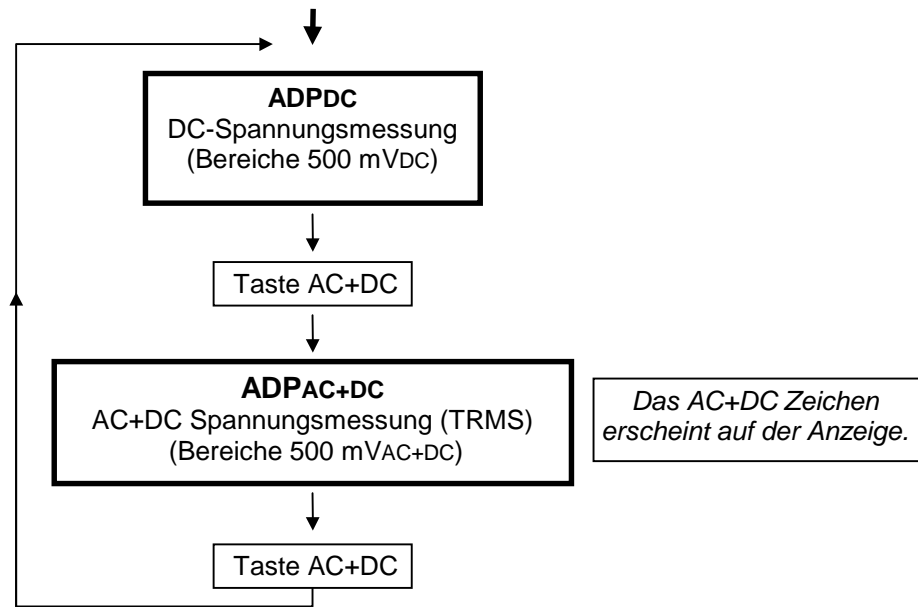 ADPDC
DC-Spannungsmessung
(Bereiche 500 mVDC)
Taste AC+DC
ADPAC+DC
AC+DC Spannungsmessung (TRMS)
(Bereiche 500 mVAC+DC)
Das AC+DC Zeichen
erscheint auf der Anzeige.
Taste AC+DC